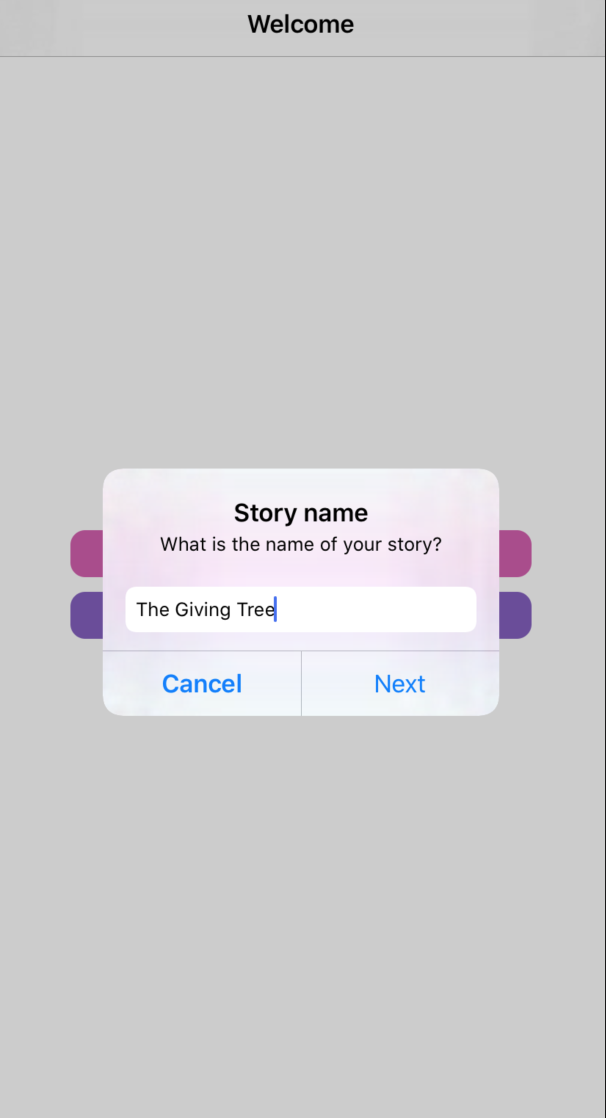 Welcome
Story name
What is the name of your story?
The Giving Tree
Cancel
Next